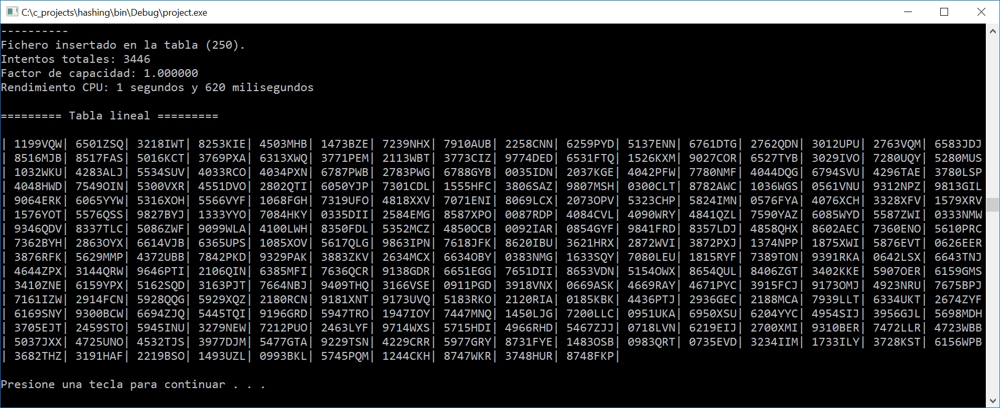 C:\c_projects\hashing\bin\Debug\project.exe
----------
Fichero insertado en la tabla (250).
Intentos totales: 3446
Factor de capacidad: 1.000000
Rendimiento CPU: 1 segundos y 620 milisegundos
========= Tabla lineal =========
| 1199VQW| 6501ZSQ| 3218IWT| 8253KIE| 4503MHB| 1473BZE| 7239NHX| 7910AUB| 2258CNN| 6259PYD| 5137ENN| 6761DTG| 2762QDN| 3012UPU| 2763VQM| 6583JDJ
| 8516MJB| 8517FAS| 5016KCT| 3769PXA| 6313XWQ| 3771PEM| 2113WBT| 3773CIZ| 9774DED| 6531FTQ| 1526KXM| 9027COR| 6527TYB| 3029IVO| 7280UQY| 5280MUS
| 1032WKU| 4283ALJ| 5534SUV| 4033RCO| 4034PXN| 6787PWB| 2783PWG| 6788GYB| 0035IDN| 2037KGE| 4042PFW| 7780NMF| 4044DQG| 6794SVU| 4296TAE| 3780LSP
| 4048HWD| 7549OIN| 5300VXR| 4551DVO| 2802QTI| 6050YJP| 7301CDL| 1555HFC| 3806SAZ| 9807MSH| 0300CLT| 8782AWC| 1036WGS| 0561VNU| 9312NPZ| 9813GIL
| 9064ERK| 6065YYW| 5316XOH| 5566VYF| 1068FGH| 7319UFO| 4818XXV| 7071ENI| 8069LCX| 2073OPV| 5323CHP| 5824IMN| 0576FYA| 4076XCH| 3328XFV| 1579XRV
| 1576YOT| 5576QSS| 9827BYJ| 1333YYO| 7084HKY| 0335DII| 2584EMG| 8587XPO| 0087RDP| 4084CVL| 4090WRY| 4841QZL| 7590YAZ| 6085WYD| 5587ZWI| 0333NMW
| 9346QDV| 8337TLC| 5086ZWF| 9099WLA| 4100LWH| 8350FDL| 5352MCZ| 4850OCB| 0092IAR| 0854GYF| 9841FRD| 8357LDJ| 4858QHX| 8602AEC| 7360ENO| 5610PRC
| 7362BYH| 2863OYX| 6614VJB| 6365UPS| 1085XOV| 5617QLG| 9863IPN| 7618JFK| 8620IBU| 3621HRX| 2872WVI| 3872PXJ| 1374NPP| 1875XWI| 5876EVT| 0626EER
| 3876RFK| 5629MMP| 4372UBB| 7842PKD| 9329PAK| 3883ZKV| 2634MCX| 6634OBY| 0383NMG| 1633SQY| 7080LEU| 1815RYF| 7389TON| 9391RKA| 0642LSX| 6643TNJ
| 4644ZPX| 3144QRW| 9646PTI| 2106QIN| 6385MFI| 7636QCR| 9138GDR| 6651EGG| 7651DII| 8653VDN| 5154OWX| 8654QUL| 8406ZGT| 3402KKE| 5907OER| 6159GMS
| 3410ZNE| 6159YPX| 5162SQD| 3163PJT| 7664NBJ| 9409THQ| 3166VSE| 0911PGD| 3918VNX| 0669ASK| 4669RAY| 4671PYC| 3915FCJ| 9173OMJ| 4923NRU| 7675BPJ
| 7161IZW| 2914FCN| 5928QQG| 5929XQZ| 2180RCN| 9181XNT| 9173UVQ| 5183RKO| 2120RIA| 0185KBK| 4436PTJ| 2936GEC| 2188MCA| 7939LLT| 6334UKT| 2674ZYF
| 6169SNY| 9300BCW| 6694ZJQ| 5445TQI| 9196GRD| 5947TRO| 1947IOY| 7447MNQ| 1450LJG| 7200LLC| 0951UKA| 6950XSU| 6204YYC| 4954SIJ| 3956GJL| 5698MDH
| 3705EJT| 2459STO| 5945INU| 3279NEW| 7212PUO| 2463LYF| 9714WXS| 5715HDI| 4966RHD| 5467ZJJ| 0718LVN| 6219EIJ| 2700XMI| 9310BER| 7472LLR| 4723WBB
| 5037JXX| 4725UNO| 4532TJS| 3977DJM| 5477GTA| 9229TSN| 4229CRR| 5977GRY| 8731FYE| 1483OSB| 0983QRT| 0735EVD| 3234IIM| 1733ILY| 3728KST| 6156WPB
| 3682THZ| 3191HAF| 2219BSO| 1493UZL| 0993BKL| 5745PQM| 1244CKH| 8747WKR| 3748HUR| 8748FKP|
Presione una tecla para continuar . . .